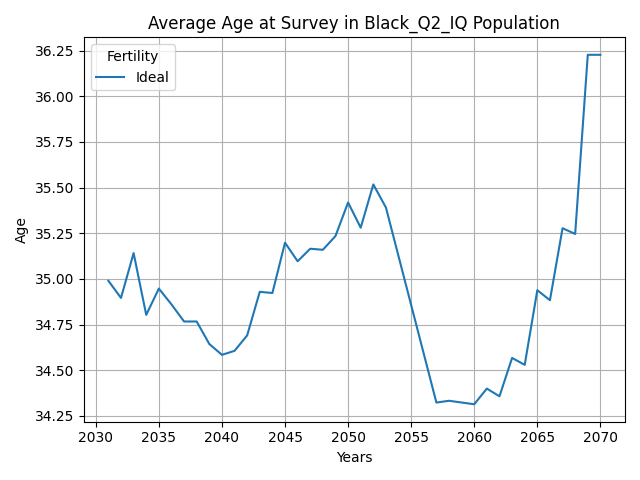 Average Age at Survey in Black_Q2_IQ Population
Fertility
Ideal
36.25
36.00
35.75
35.50
35.25
35.00
34.75
34.50
34.25
Age
2030 2035 2040 2045 2050 2055 2060 2065 2070
Years